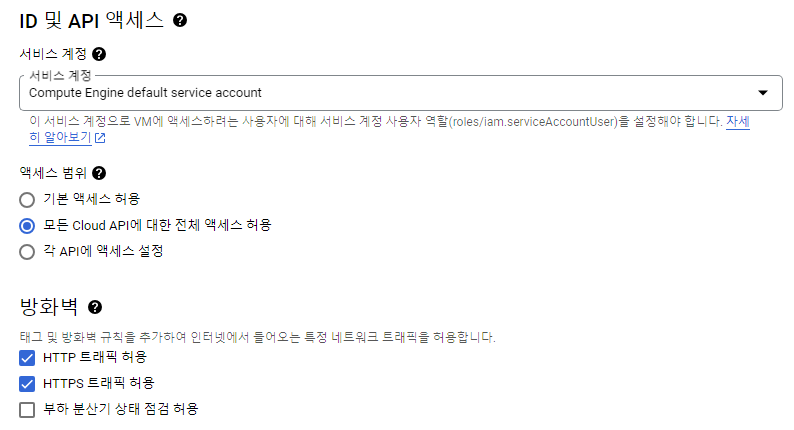 ID 및 API 액세스
서비스 계정
서비스 계정
Compute Engine default service account
이 서비스 계정으로 VM에 액세스하려는 사용자에 대해 서비스 계정 사용자 역할(roles/iam.serviceAccountUser)을 설정해야 합니다. 자세
히 알아보기
액세스 범위
기본 액세스 허용
모든 Cloud API에 대한 전체 액세스 허용
각 API에 액세스 설정
방화벽
태그 및 방화벽 규칙을 추가하여 인터넷에서 들어오는 특정 네트워크 트래픽을 허용합니다.
HTTP 트래픽 허용
HTTPS 트래픽 허용
부하 분산기 상태 점검 허용